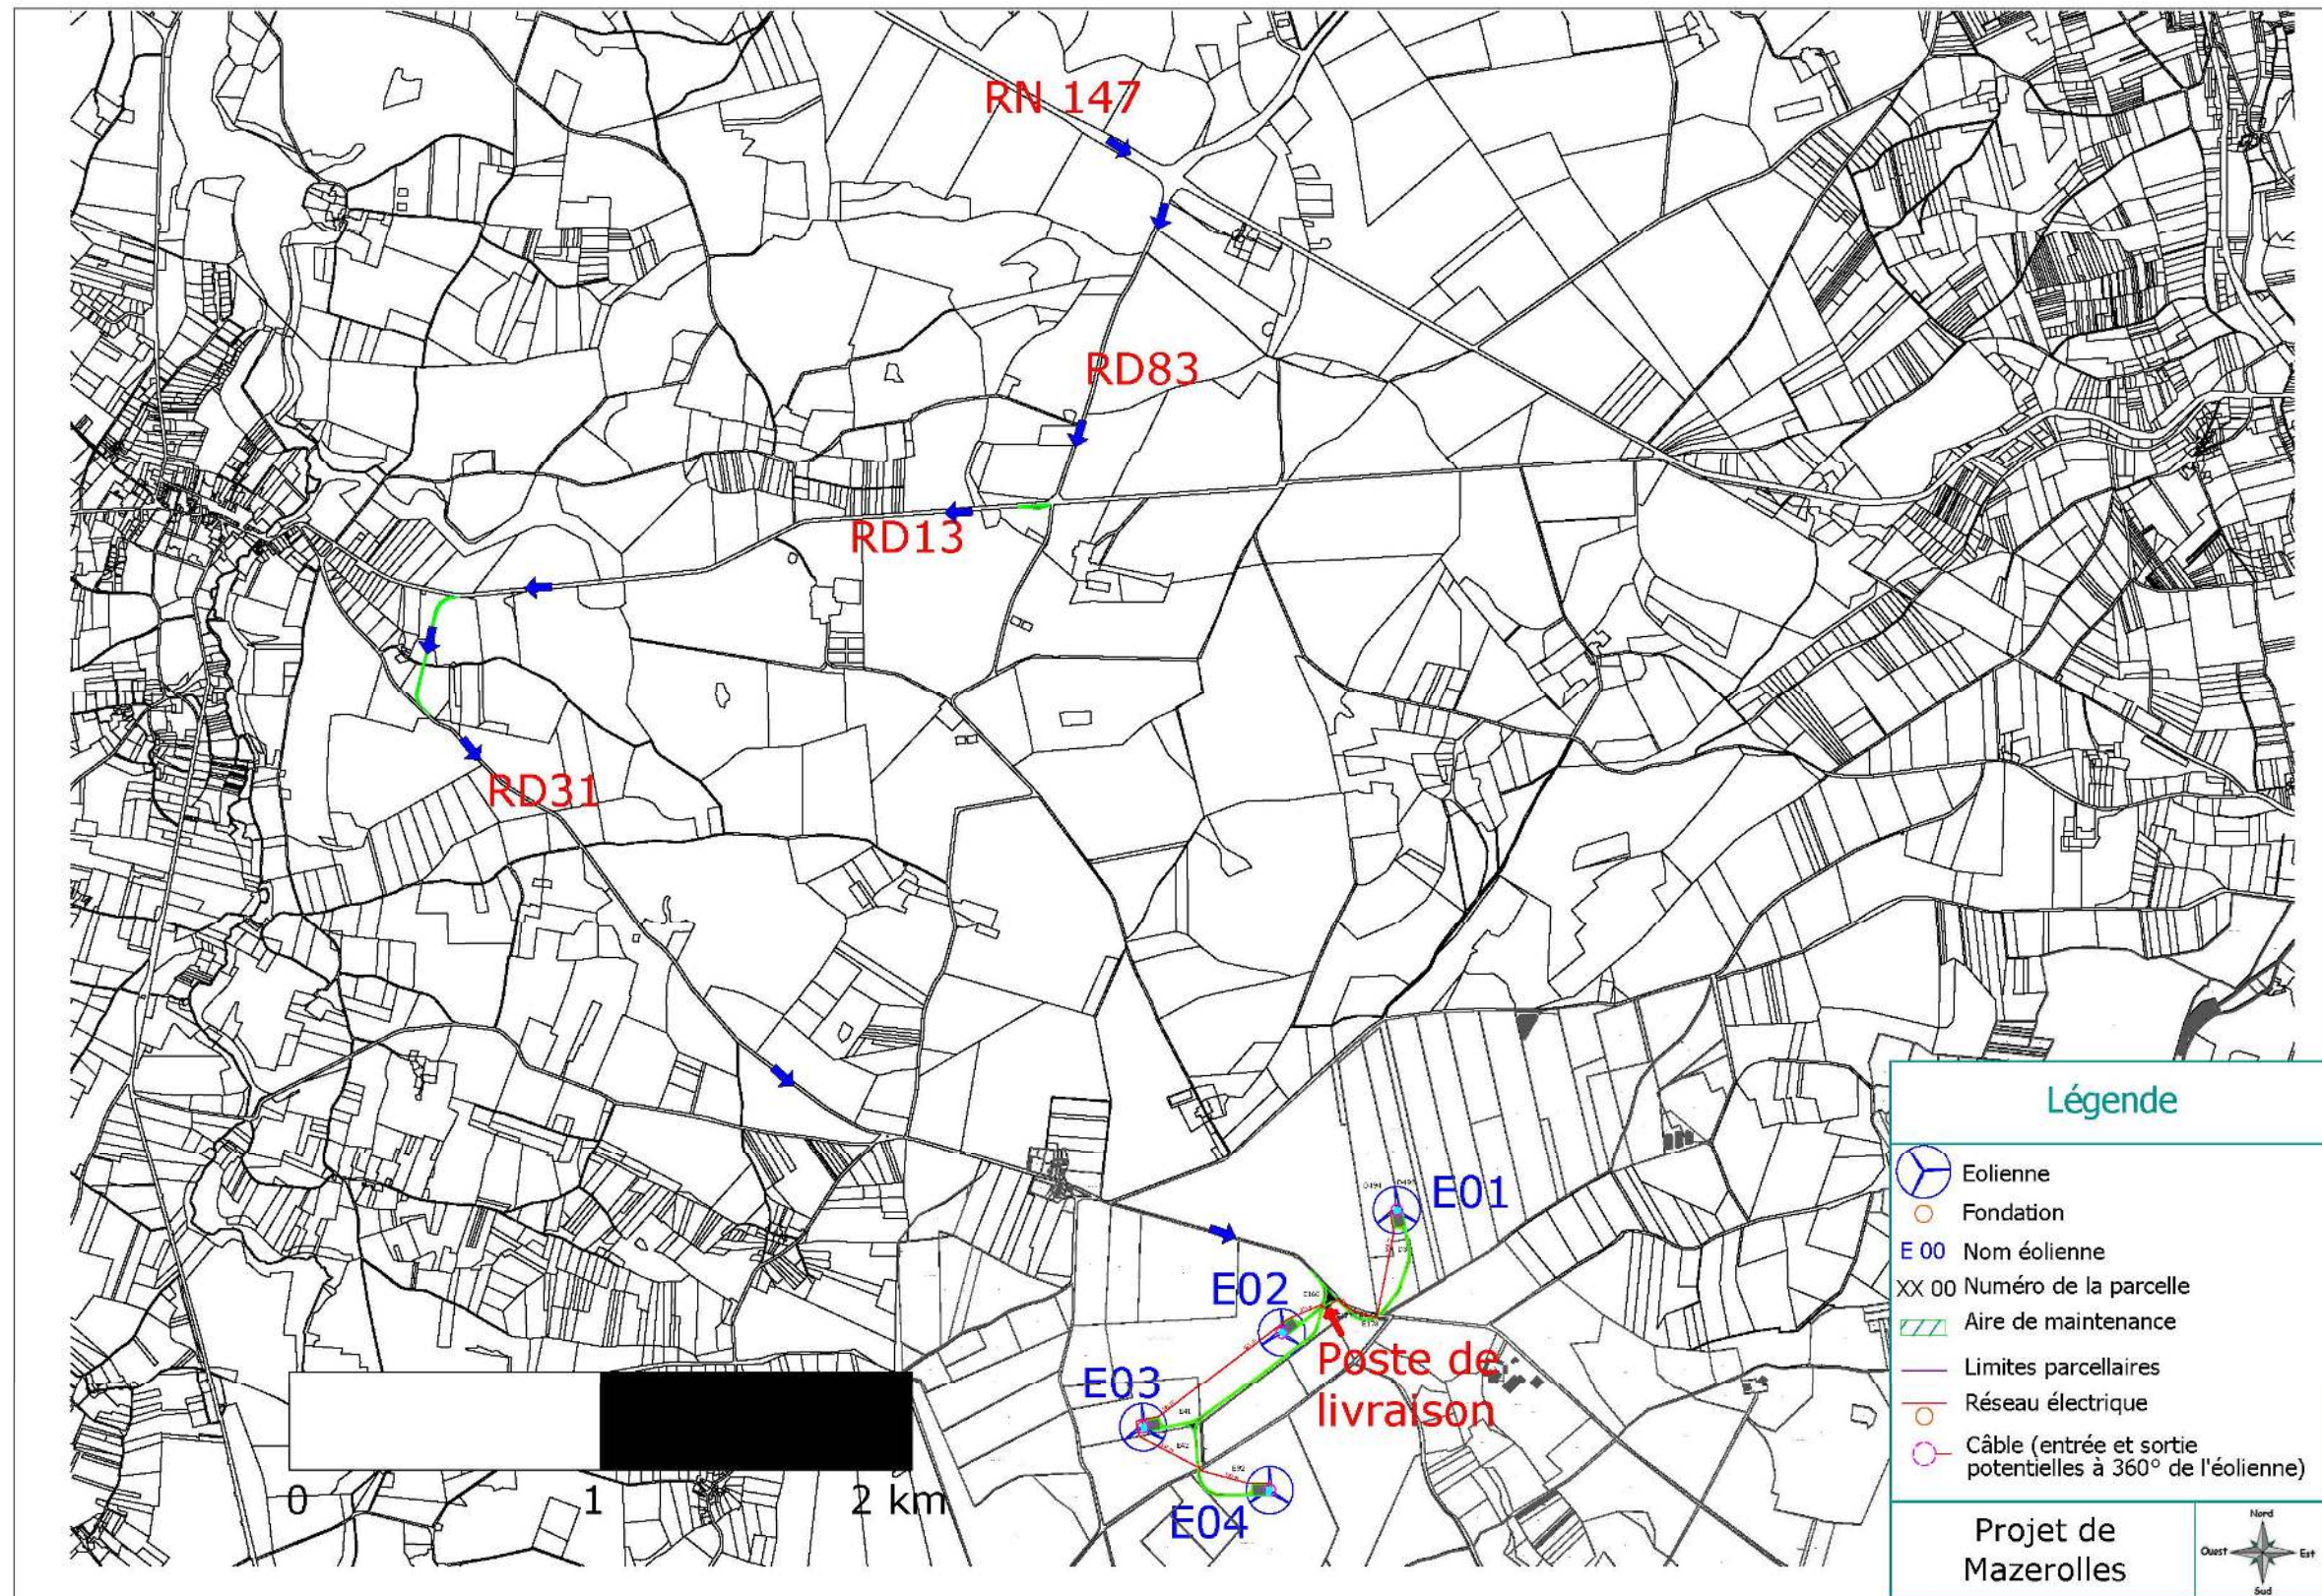 RN 147
RD83
RD13
RD31
E01
E02
E03
E04
Poste de
livraison
0 1 2 km
Légende
Eolienne
Fondation
E 00 Nom éolienne
XX 00 Numéro de la parcelle
Aire de maintenance
Limites parcellaires
Réseau électrique
Câble (entrée et sortie
potentielles à 360° de l'éolienne)
Projet de
Mazerolles
Nord
Ouest Est
Sud